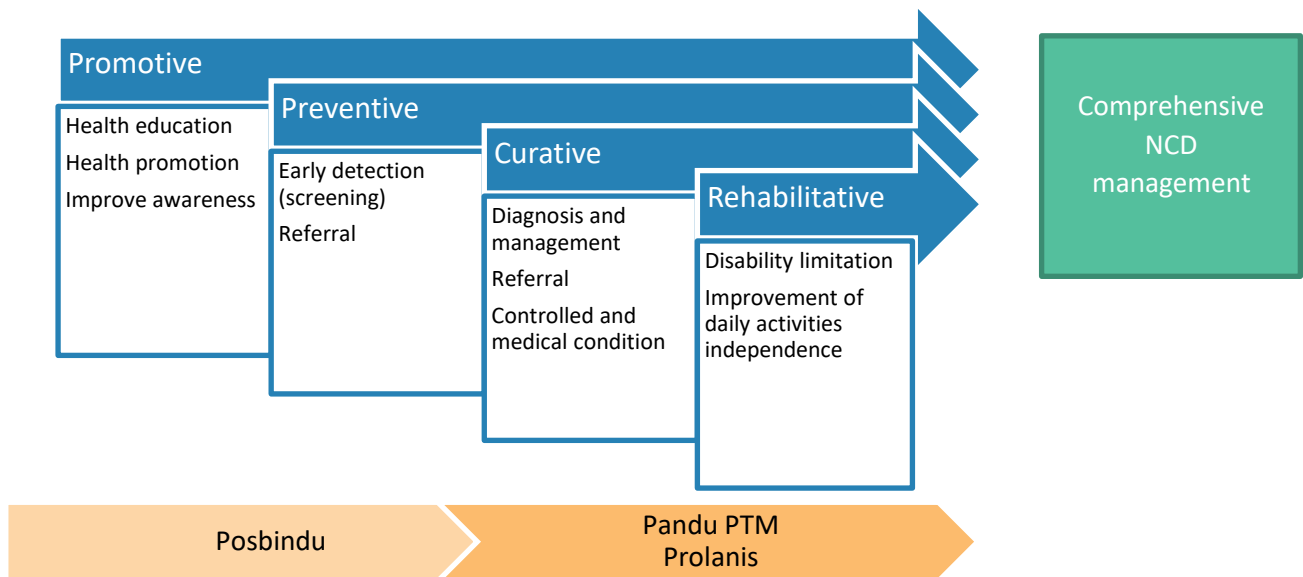 Promotive
Health education
Health promotion
Improve awareness
Preventive
Early detection
(screening)
Referral
Curative
Diagnosis and
management
Referral
Controlled and
medical condition
Rehabilitative
Disability limitation
Improvement of
daily activities
independence
Comprehensive
NCD
management
Posbindu
Pandu PTM
Prolanis